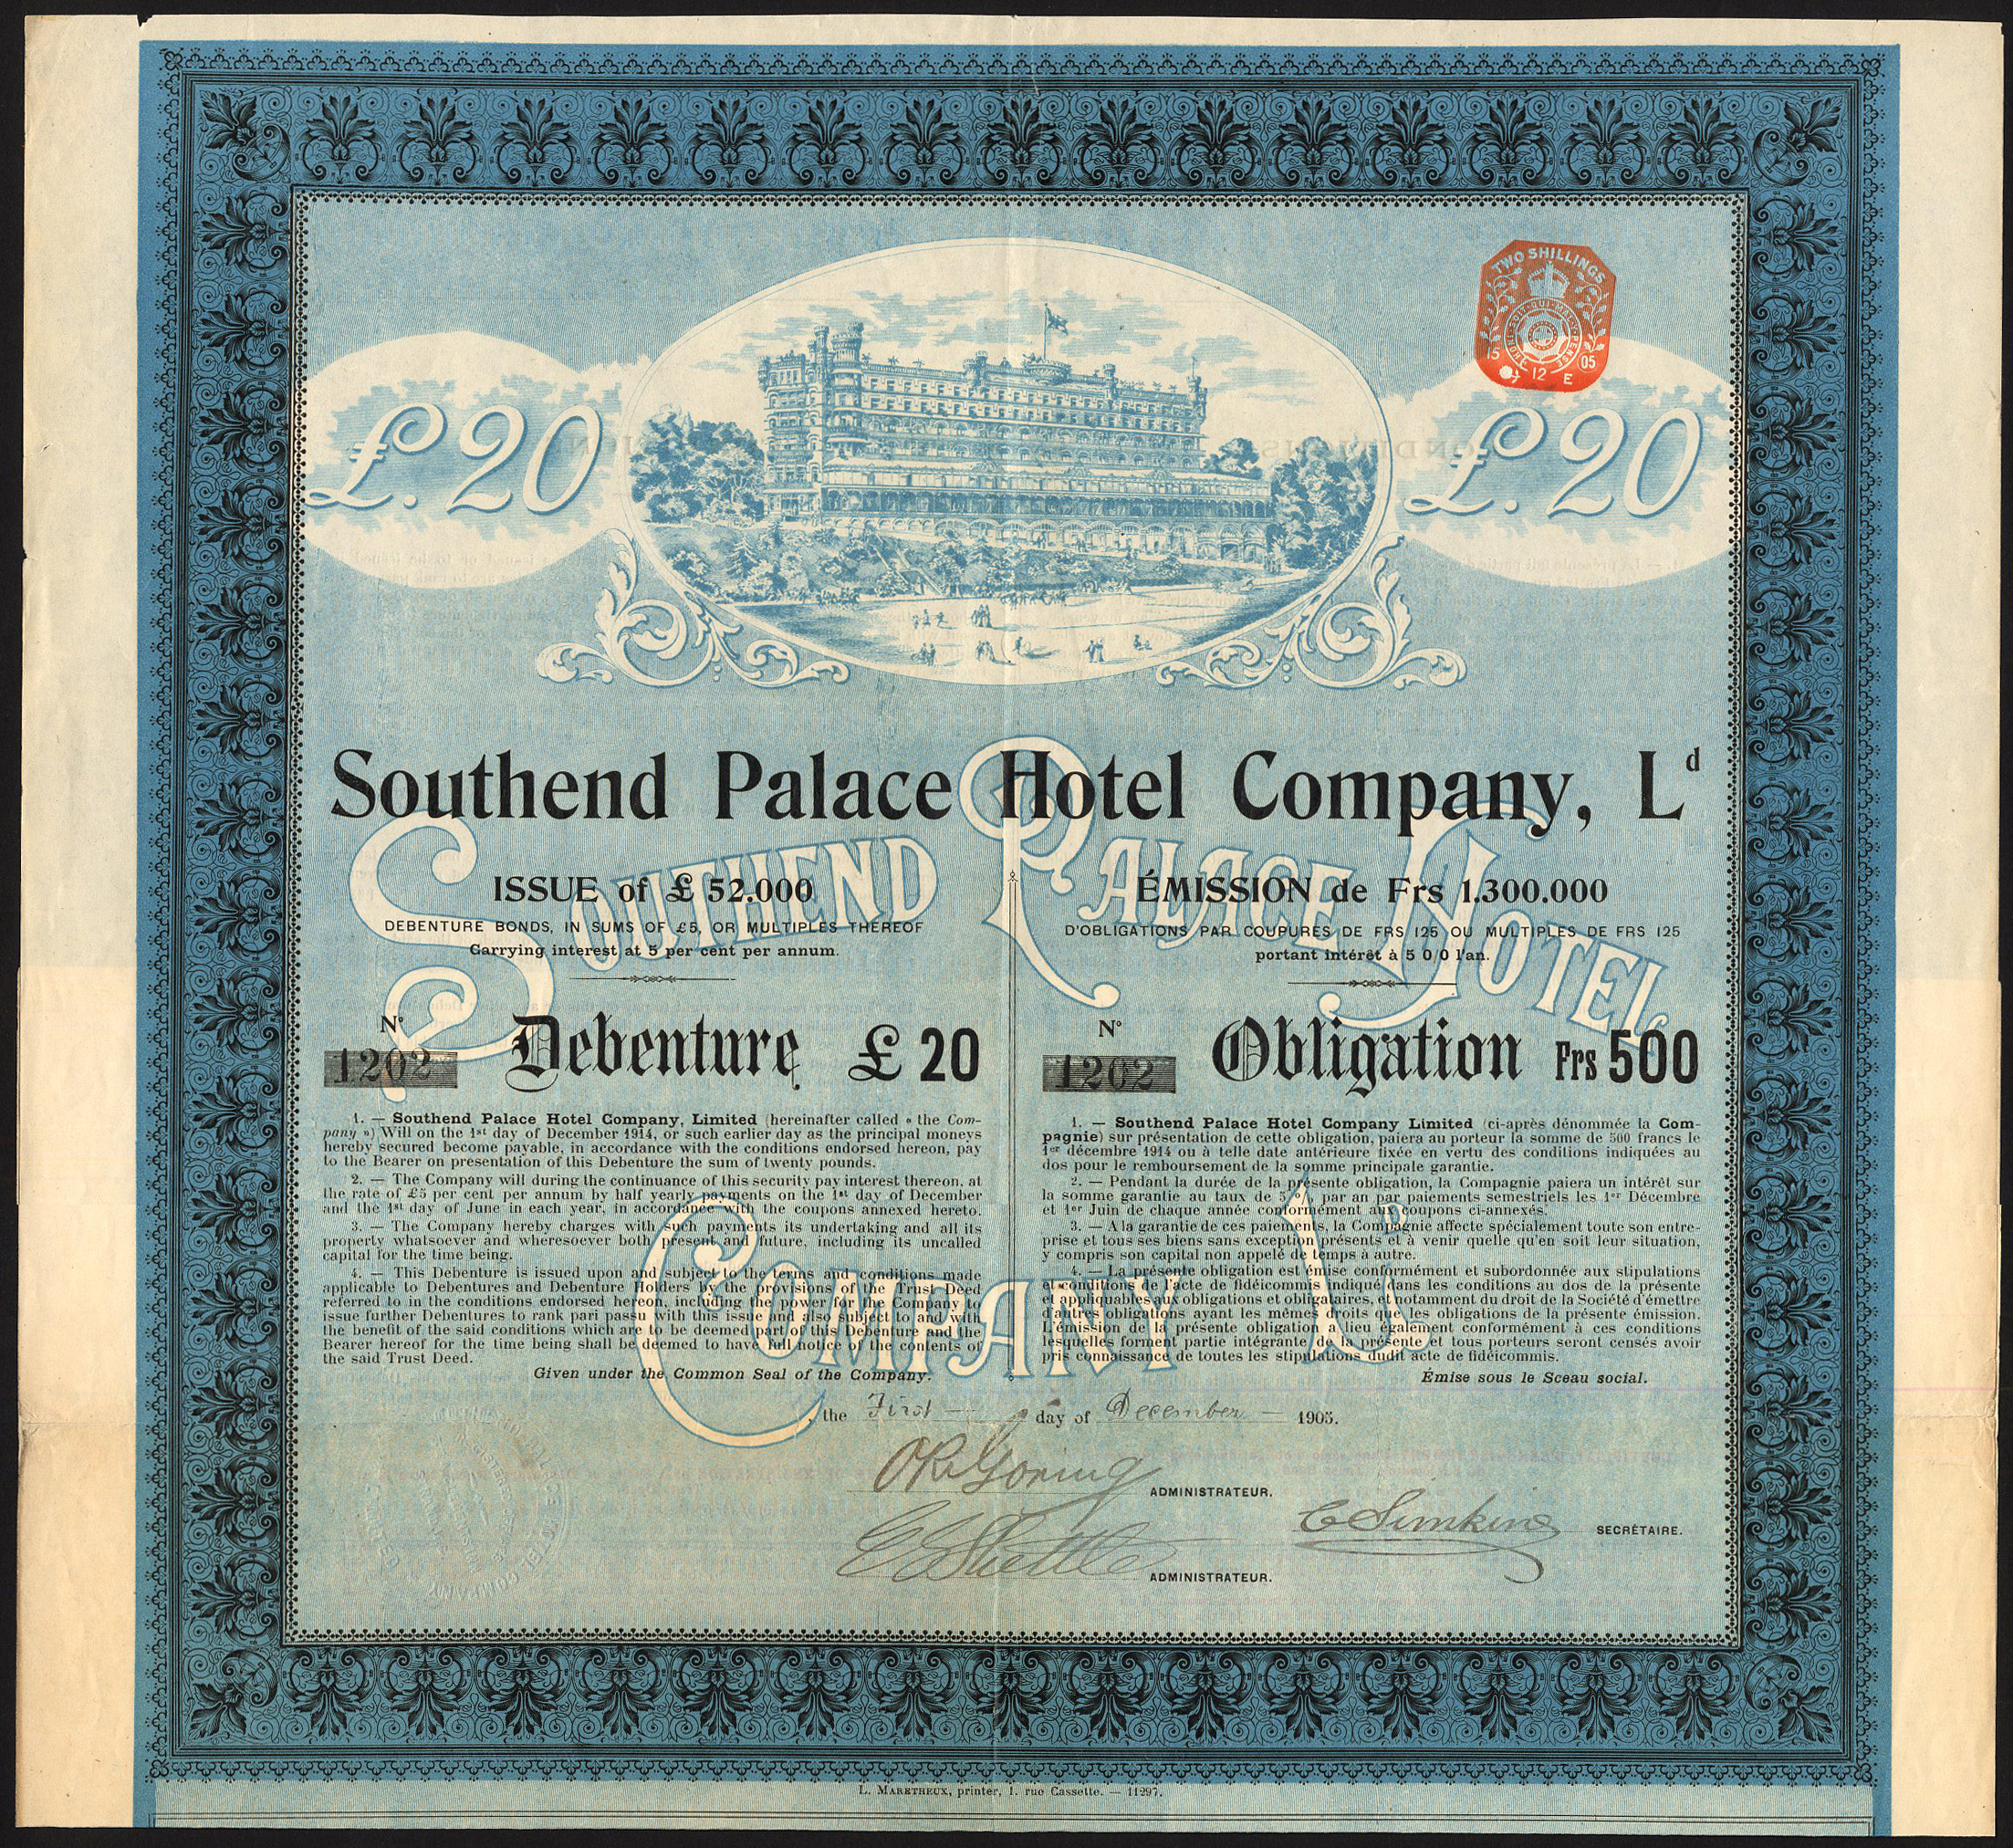 TWO SHILLINGS
HONI·SOIT·QUI·MAL·Y·PENSE
15 12 05
E
£.20
£.20
Southend Palace Hotel Company, Ld
SOUTHEND PALACE HOTEL
ISSUE of £ 52.000
DEBENTURE BONDS, IN SUMS OF £5, OR MULTIPLES THEREOF
Carrying interest at 5 per cent per annum.
N°
1202
Debenture £ 20
1. — Southend Palace Hotel Company, Limited (hereinafter called « the Com-
pany ») Will on the 1st day of December 1914, or such earlier day as the principal moneys
hereby secured become payable, in accordance with the conditions endorsed hereon, pay
to the Bearer on presentation of this Debenture the sum of twenty pounds.
2. — The Company will during the continuance of this security pay interest thereon, at
the rate of £5 per cent per annum by half yearly payments on the 1st day of December
and the 1st day of June in each year, in accordance with the coupons annexed hereto.
3. — The Company hereby charges with such payments its undertaking and all its
property whatsoever and wheresoever both present and future, including its uncalled
capital for the time being.
4. — This Debenture is issued upon and subject to the terms and conditions made
applicable to Debentures and Debenture Holders by the provisions of the Trust Deed
referred to in the conditions endorsed hereon, including the power for the Company to
issue further Debentures to rank pari passu with this issue and also subject to and with
the benefit of the said conditions which are to be deemed part of this Debenture and the
Bearer hereof for the time being shall be deemed to have full notice of the contents of
the said Trust Deed.
Given under the Common Seal of the Company.
ÉMISSION de Frs 1.300.000
D'OBLIGATIONS PAR COUPURES DE FRS 125 OU MULTIPLES DE FRS 125
portant intérêt à 5 0/0 l'an.
N°
1202
Obligation Frs 500
1. — Southend Palace Hotel Company Limited (ci-après dénommée la Com-
pagnie) sur présentation de cette obligation, paiera au porteur la somme de 500 francs le
1er décembre 1914 ou à telle date antérieure fixée en vertu des conditions indiquées au
dos pour le remboursement de la somme principale garantie.
2. — Pendant la durée de la présente obligation, la Compagnie paiera un intérêt sur
la somme garantie au taux de 5 % par an par paiements semestriels les 1er Décembre
et 1er Juin de chaque année conformément aux coupons ci-annexés.
3. — A la garantie de ces paiements, la Compagnie affecte spécialement toute son entre-
prise et tous ses biens sans exception présents et à venir quelle qu'en soit leur situation,
y compris son capital non appelé de temps à autre.
4. — La présente obligation est émise conformément et subordonnée aux stipulations
et conditions de l'acte de fidéicommis indiqué dans les conditions au dos de la présente
et appliquables aux obligations et obligataires, et notamment du droit de la Société d'émettre
d'autres obligations ayant les mêmes droits que les obligations de la présente émission.
L'émission de la présente obligation a lieu également conformément à ces conditions
lesquelles forment partie intégrante de la présente et tous porteurs seront censés avoir
pris connaissance de toutes les stipulations dudit acte de fidéicommis.
Émise sous le Sceau social.
COMPANY Ld
the First day of December 1905.
ADMINISTRATEUR.
C Simkins SECRÉTAIRE.
ADMINISTRATEUR.
L. MARETHEUX, printer, 1. rue Cassette. — 11297.